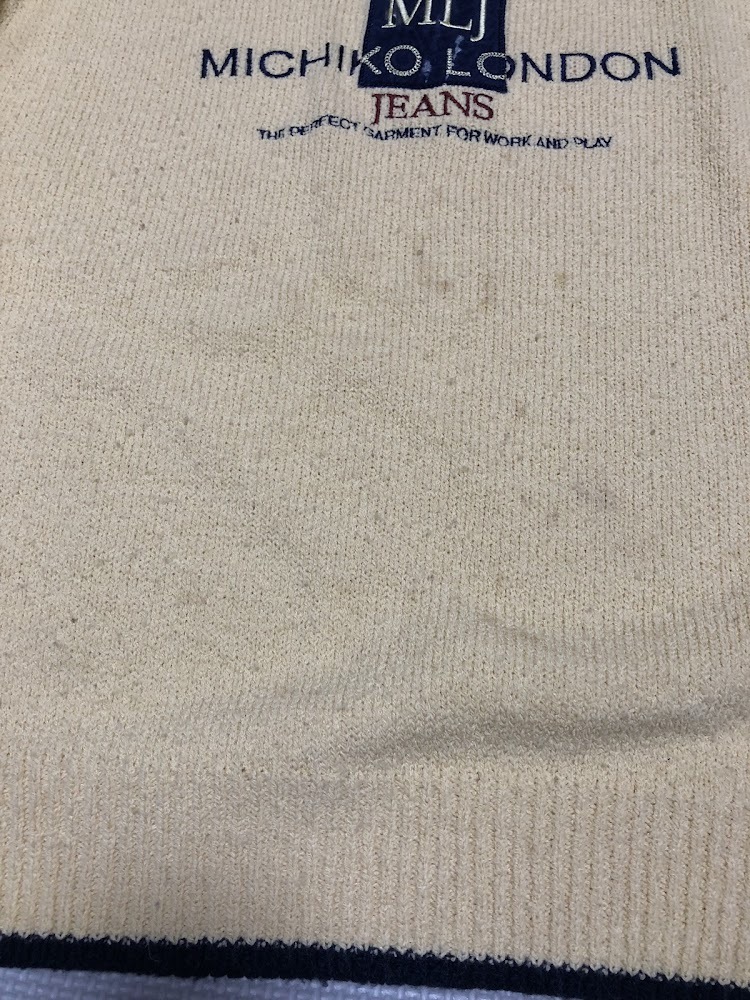 MLJ
MICHIKO LONDON
JEANS
THE PERFECT GARMENT FOR WORK AND PLAY